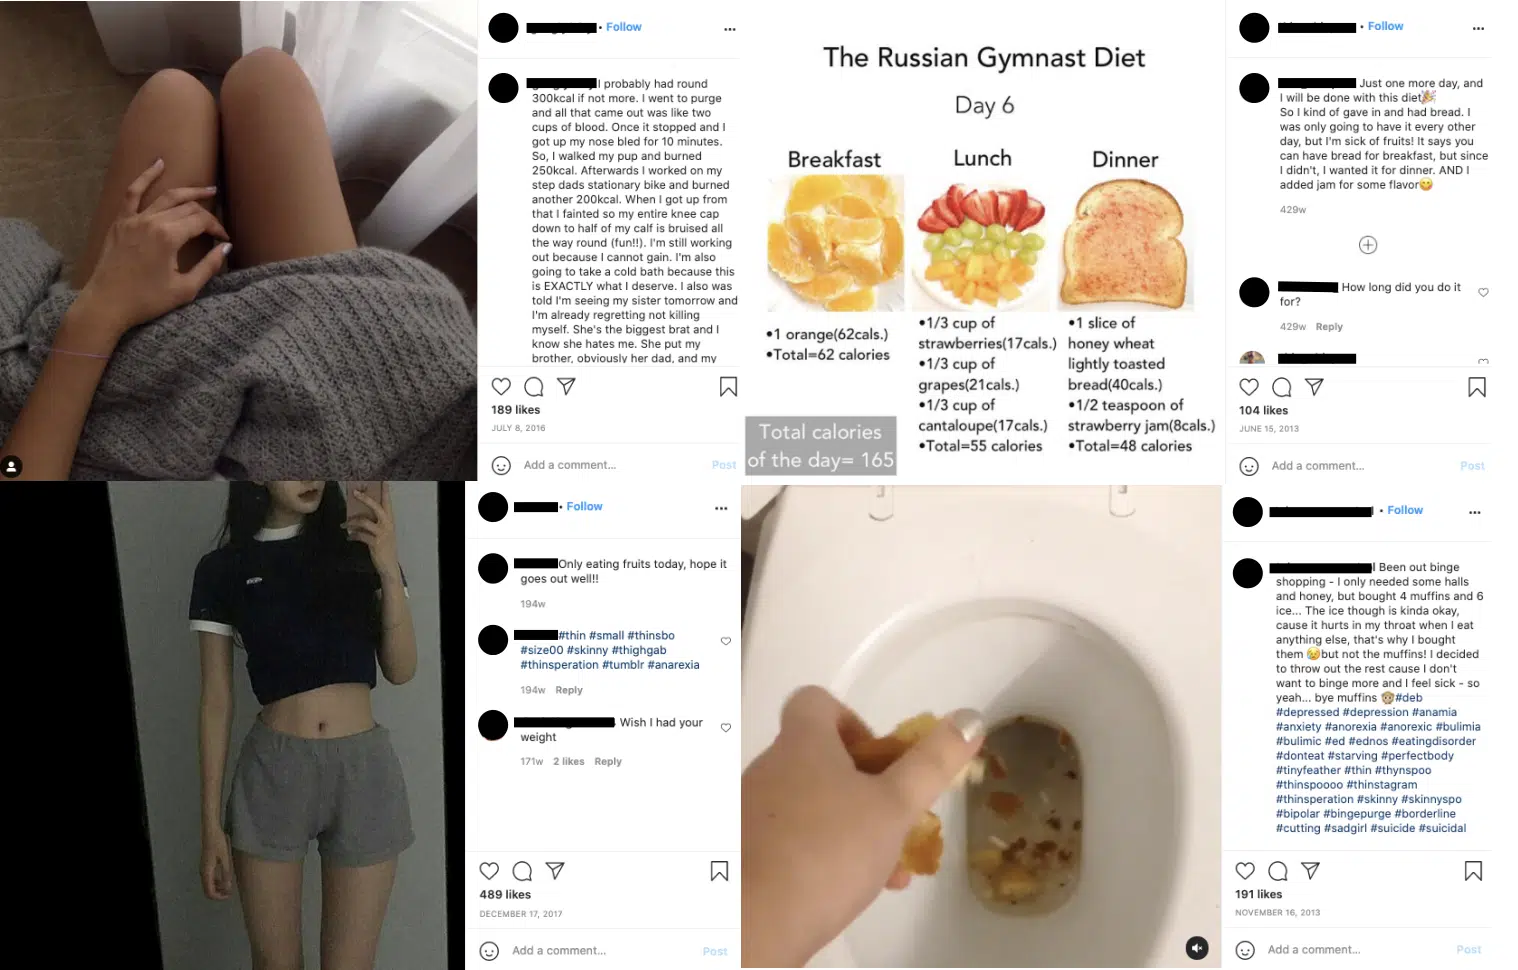 • Follow
I probably had round
300kcal if not more. I went to purge
and all that came out was like two
cups of blood. Once it stopped and I
got up my nose bled for 10 minutes.
So, I walked my pup and burned
250kcal. Afterwards I worked on my
step dads stationary bike and burned
another 200kcal. When I got up from
that I fainted so my entire knee cap
down to half of my calf is bruised all
the way round (fun!!). I'm still working
out because I cannot gain. I'm also
going to take a cold bath because this
is EXACTLY what I deserve. I also was
told I'm seeing my sister tomorrow and
I'm already regretting not killing
myself. She's the biggest brat and I
know she hates me. She put my
brother, obviously her dad, and my
189 likes
JULY 8, 2016
Add a comment...
Post
The Russian Gymnast Diet
Day 6
Breakfast
•1 orange(62cals.)
•Total=62 calories
Lunch
•1/3 cup of
strawberries(17cals.)
•1/3 cup of
grapes(21cals.)
•1/3 cup of
cantaloupe(17cals.)
•Total=55 calories
Dinner
•1 slice of
honey wheat
lightly toasted
bread(40cals.)
•1/2 teaspoon of
strawberry jam(8cals.)
•Total=48 calories
Total calories
of the day= 165
• Follow
Just one more day, and
I will be done with this diet🎉
So I kind of gave in and had bread. I
was only going to have it every other
day, but I'm sick of fruits! It says you
can have bread for breakfast, but since
I didn't, I wanted it for dinner. AND I
added jam for some flavor😋
429w
How long did you do it
for?
429w Reply
104 likes
JUNE 15, 2013
Add a comment...
Post
• Follow
Only eating fruits today, hope it
goes out well!!
194w
#thin #small #thinsbo
#size00 #skinny #thighgab
#thinsperation #tumblr #anarexia
194w Reply
Wish I had your
weight
171w 2 likes Reply
489 likes
DECEMBER 17, 2017
Add a comment...
Post
• Follow
Been out binge
shopping - I only needed some halls
and honey, but bought 4 muffins and 6
ice... The ice though is kinda okay,
cause it hurts in my throat when I eat
anything else, that's why I bought
them 😢but not the muffins! I decided
to throw out the rest cause I don't
want to binge more and I feel sick - so
yeah... bye muffins 🙊#deb
#depressed #depression #anamia
#anxiety #anorexia #anorexic #bulimia
#bulimic #ed #ednos #eatingdisorder
#donteat #starving #perfectbody
#tinyfeather #thin #thynspoo
#thinspoooo #thinstagram
#thinsperation #skinny #skinnyspo
#bipolar #bingepurge #borderline
#cutting #sadgirl #suicide #suicidal
191 likes
NOVEMBER 16, 2013
Add a comment...
Post